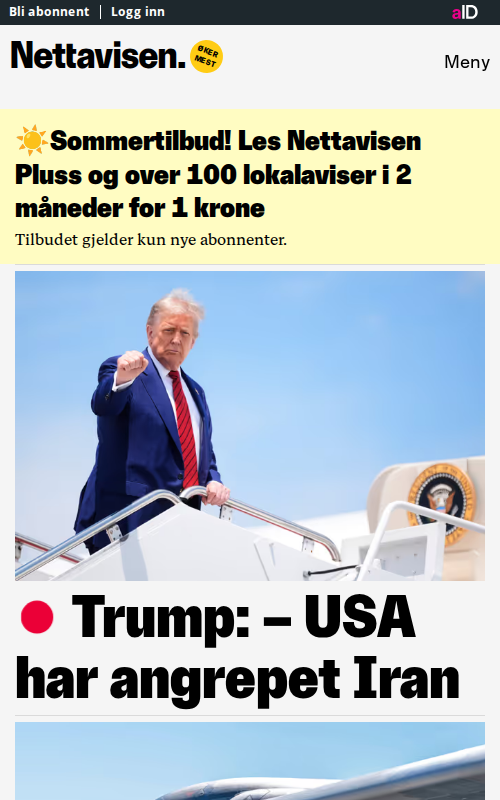 Bli abonnent | Logg inn
aID
Nettavisen.
ØKER
MEST
Meny
☀️Sommertilbud! Les Nettavisen
Pluss og over 100 lokalaviser i 2
måneder for 1 krone
Tilbudet gjelder kun nye abonnenter.
Trump: – USA
har angrepet Iran